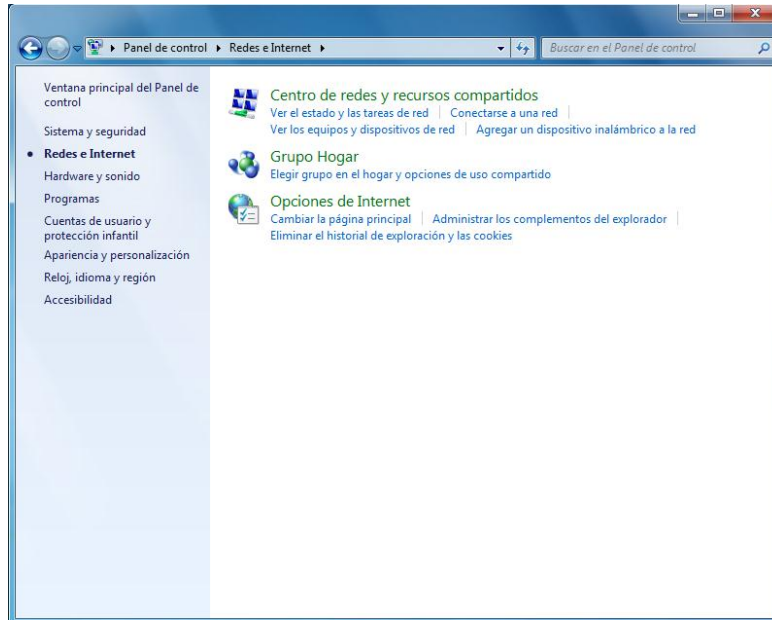 Panel de control
Redes e Internet
Buscar en el Panel de control
Ventana principal del Panel de
control
Sistema y seguridad
Redes e Internet
Hardware y sonido
Programas
Cuentas de usuario y
protección infantil
Apariencia y personalización
Reloj, idioma y región
Accesibilidad
Centro de redes y recursos compartidos
Ver el estado y las tareas de red
Conectarse a una red
Ver los equipos y dispositivos de red
Agregar un dispositivo inalámbrico a la red
Grupo Hogar
Elegir grupo en el hogar y opciones de uso compartido
Opciones de Internet
Cambiar la página principal
Administrar los complementos del explorador
Eliminar el historial de exploración y las cookies